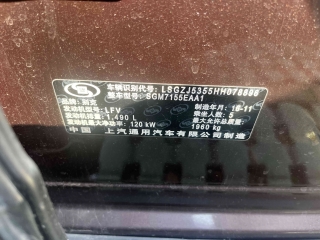 车辆识别代号: LSGZJ5355HH070666
整车型号: SGM7155EAA1
品牌: 别克 制造年月: 16-11
发动机型号: LFV 乘坐人数: 5
发动机排量: 1,490 L 最大允许总质量:
发动机最大净功率: 120 kW 1960 kg
中国 上汽通用汽车有限公司制造